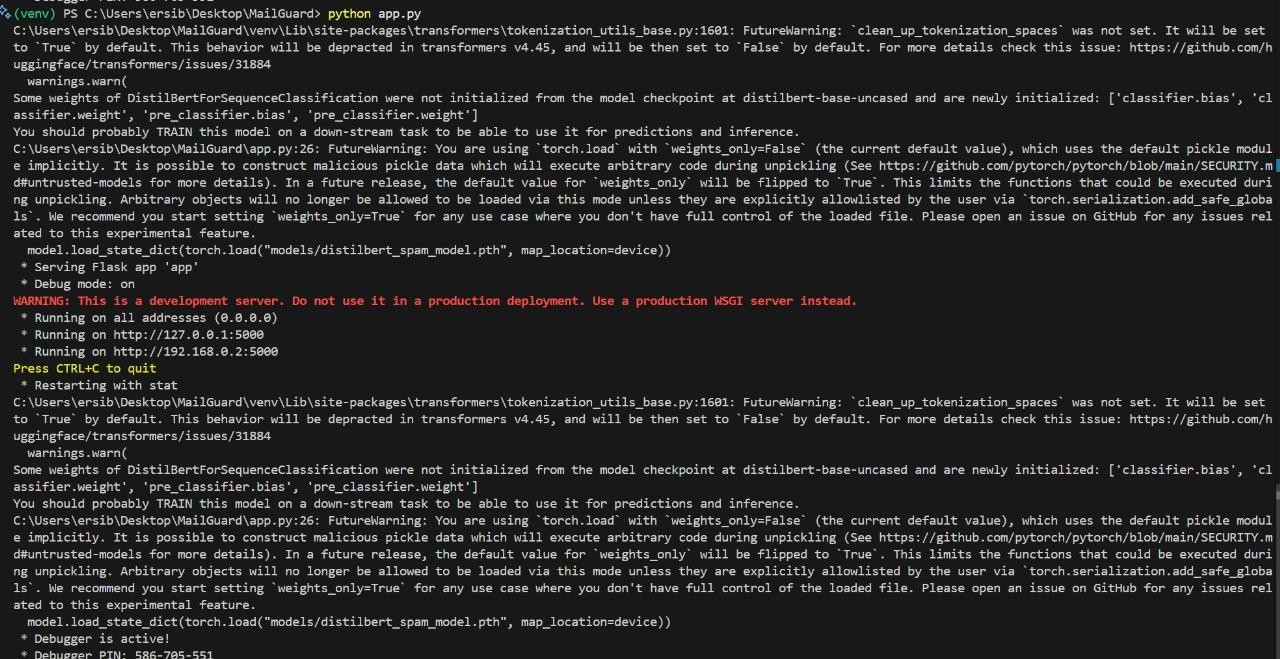 (venv) PS C:\Users\ersib\Desktop\MailGuard> python app.py
C:\Users\ersib\Desktop\MailGuard\venv\Lib\site-packages\transformers\tokenization_utils_base.py:1601: FutureWarning: `clean_up_tokenization_spaces` was not set. It will be set
to `True` by default. This behavior will be depracted in transformers v4.45, and will be then set to `False` by default. For more details check this issue: https://github.com/h
uggingface/transformers/issues/31884
  warnings.warn(
Some weights of DistilBertForSequenceClassification were not initialized from the model checkpoint at distilbert-base-uncased and are newly initialized: ['classifier.bias', 'cl
assifier.weight', 'pre_classifier.bias', 'pre_classifier.weight']
You should probably TRAIN this model on a down-stream task to be able to use it for predictions and inference.
C:\Users\ersib\Desktop\MailGuard\app.py:26: FutureWarning: You are using `torch.load` with `weights_only=False` (the current default value), which uses the default pickle modul
e implicitly. It is possible to construct malicious pickle data which will execute arbitrary code during unpickling (See https://github.com/pytorch/pytorch/blob/main/SECURITY.m
d#untrusted-models for more details). In a future release, the default value for `weights_only` will be flipped to `True`. This limits the functions that could be executed duri
ng unpickling. Arbitrary objects will no longer be allowed to be loaded via this mode unless they are explicitly allowlisted by the user via `torch.serialization.add_safe_globa
ls`. We recommend you start setting `weights_only=True` for any use case where you don't have full control of the loaded file. Please open an issue on GitHub for any issues rel
ated to this experimental feature.
  model.load_state_dict(torch.load("models/distilbert_spam_model.pth", map_location=device))
 * Serving Flask app 'app'
 * Debug mode: on
WARNING: This is a development server. Do not use it in a production deployment. Use a production WSGI server instead.
 * Running on all addresses (0.0.0.0)
 * Running on http://127.0.0.1:5000
 * Running on http://192.168.0.2:5000
Press CTRL+C to quit
 * Restarting with stat
C:\Users\ersib\Desktop\MailGuard\venv\Lib\site-packages\transformers\tokenization_utils_base.py:1601: FutureWarning: `clean_up_tokenization_spaces` was not set. It will be set
to `True` by default. This behavior will be depracted in transformers v4.45, and will be then set to `False` by default. For more details check this issue: https://github.com/h
uggingface/transformers/issues/31884
  warnings.warn(
Some weights of DistilBertForSequenceClassification were not initialized from the model checkpoint at distilbert-base-uncased and are newly initialized: ['classifier.bias', 'cl
assifier.weight', 'pre_classifier.bias', 'pre_classifier.weight']
You should probably TRAIN this model on a down-stream task to be able to use it for predictions and inference.
C:\Users\ersib\Desktop\MailGuard\app.py:26: FutureWarning: You are using `torch.load` with `weights_only=False` (the current default value), which uses the default pickle modul
e implicitly. It is possible to construct malicious pickle data which will execute arbitrary code during unpickling (See https://github.com/pytorch/pytorch/blob/main/SECURITY.m
d#untrusted-models for more details). In a future release, the default value for `weights_only` will be flipped to `True`. This limits the functions that could be executed duri
ng unpickling. Arbitrary objects will no longer be allowed to be loaded via this mode unless they are explicitly allowlisted by the user via `torch.serialization.add_safe_globa
ls`. We recommend you start setting `weights_only=True` for any use case where you don't have full control of the loaded file. Please open an issue on GitHub for any issues rel
ated to this experimental feature.
  model.load_state_dict(torch.load("models/distilbert_spam_model.pth", map_location=device))
 * Debugger is active!
 * Debugger PIN: 586-705-551